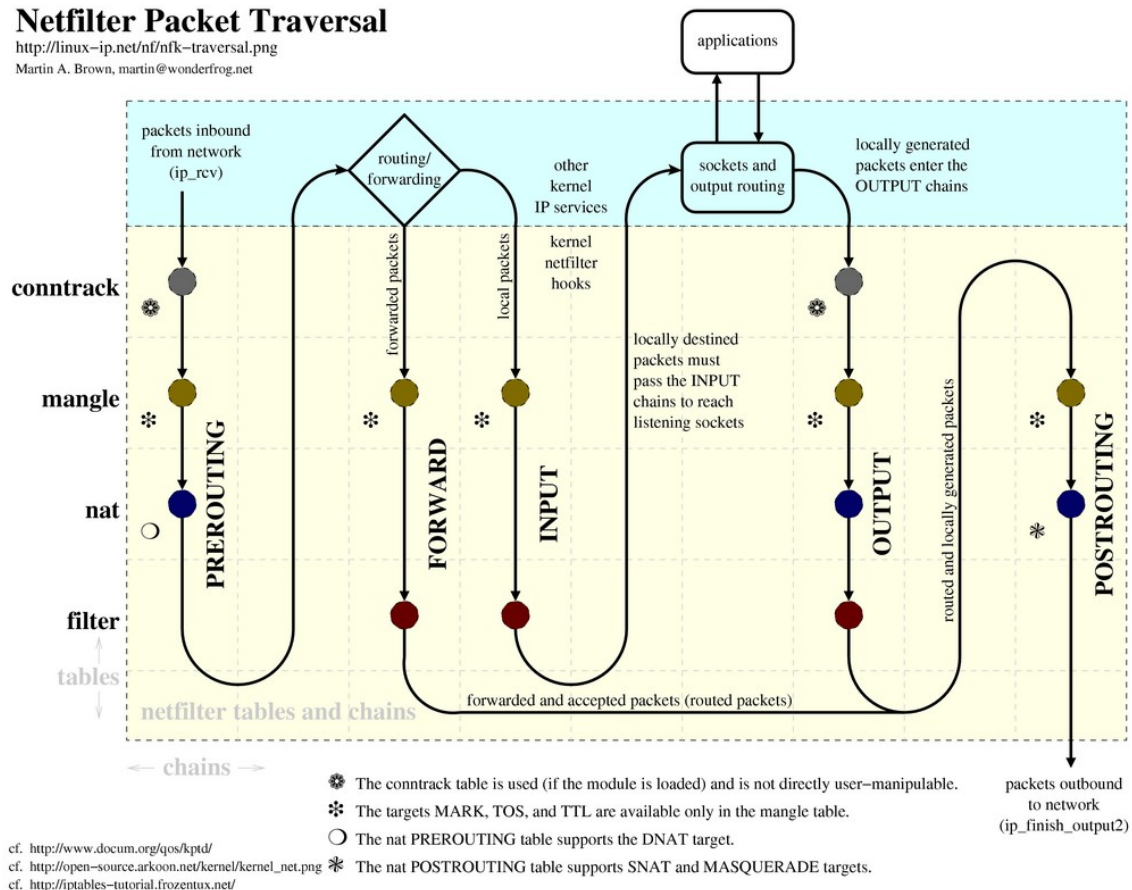 Netfilter Packet Traversal
http://linux-ip.net/nf/nfk-traversal.png
Martin A. Brown, martin@wonderfrog.net
applications
packets inbound
from network
(ip_rcv)
routing/
forwarding
other
kernel
IP services
sockets and
output routing
locally generated
packets enter the
OUTPUT chains
kernel
netfilter
hooks
forwarded packets
local packets
conntrack
locally destined
packets must
pass the INPUT
chains to reach
listening sockets
mangle
nat
PREROUTING
FORWARD
INPUT
OUTPUT
routed and locally generated packets
POSTROUTING
filter
tables
netfilter tables and chains
forwarded and accepted packets (routed packets)
chains
The conntrack table is used (if the module is loaded) and is not directly user-manipulable.
The targets MARK, TOS, and TTL are available only in the mangle table.
The nat PREROUTING table supports the DNAT target.
The nat POSTROUTING table supports SNAT and MASQUERADE targets.
packets outbound
to network
(ip_finish_output2)
cf. http://www.docum.org/qos/kptd/
cf. http://open-source.arkoon.net/kernel/kernel_net.png
cf. http://iptables-tutorial.frozentux.net/